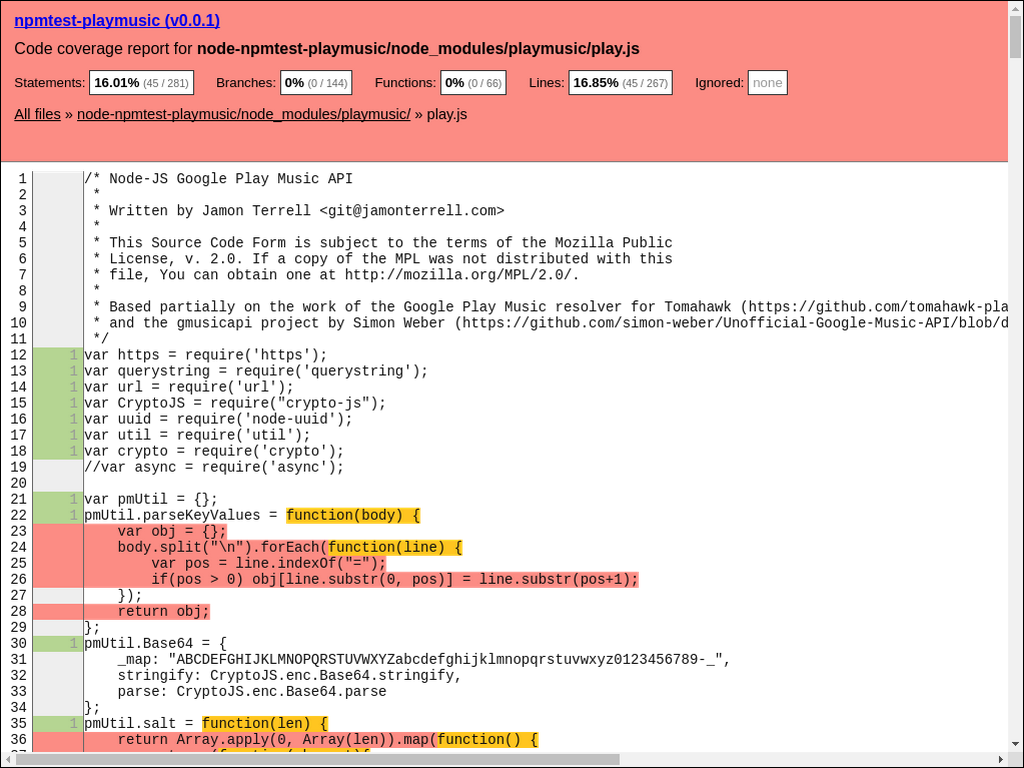 npmtest-playmusic (v0.0.1)
Code coverage report for node-npmtest-playmusic/node_modules/playmusic/play.js
Statements: 16.01% (45 / 281) Branches: 0% (0 / 144) Functions: 0% (0 / 66) Lines: 16.85% (45 / 267) Ignored: none
All files » node-npmtest-playmusic/node_modules/playmusic/ » play.js
1 /* Node-JS Google Play Music API
2 *
3 * Written by Jamon Terrell <git@jamonterrell.com>
4 *
5 * This Source Code Form is subject to the terms of the Mozilla Public
6 * License, v. 2.0. If a copy of the MPL was not distributed with this
7 * file, You can obtain one at http://mozilla.org/MPL/2.0/.
8 *
9 * Based partially on the work of the Google Play Music resolver for Tomahawk (https://github.com/tomahawk-pla
10 * and the gmusicapi project by Simon Weber (https://github.com/simon-weber/Unofficial-Google-Music-API/blob/d
11 */
12 1 var https = require('https');
13 1 var querystring = require('querystring');
14 1 var url = require('url');
15 1 var CryptoJS = require("crypto-js");
16 1 var uuid = require('node-uuid');
17 1 var util = require('util');
18 1 var crypto = require('crypto');
19 //var async = require('async');
20
21 1 var pmUtil = {};
22 1 pmUtil.parseKeyValues = function(body) {
23 var obj = {};
24 body.split("\n").forEach(function(line) {
25 var pos = line.indexOf("=");
26 if(pos > 0) obj[line.substr(0, pos)] = line.substr(pos+1);
27 });
28 return obj;
29 };
30 1 pmUtil.Base64 = {
31 _map: "ABCDEFGHIJKLMNOPQRSTUVWXYZabcdefghijklmnopqrstuvwxyz0123456789-_",
32 stringify: CryptoJS.enc.Base64.stringify,
33 parse: CryptoJS.enc.Base64.parse
34 };
35 1 pmUtil.salt = function(len) {
36 return Array.apply(0, Array(len)).map(function() {